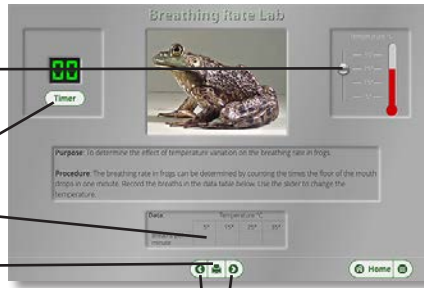 Breathing Rate Lab
Temperature °C
00
Timer
Purpose: To determine the effect of temperature variation on the breathing rate in frogs.
Procedure: The breathing rate in frogs can be determined by counting the times the floor of the mouth
drops in one minute. Record the breaths in the data table below. Use the slider to change the
temperature.
Data: Temperature °C
5° 15° 25° 35°
minute
Home